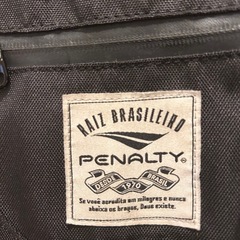 RAIZ BRASILEIRO
PENALTY®
DESDE 1970 BRASIL
Se você acredita em milagres e nunca
abaixa os braços, Deus existe.